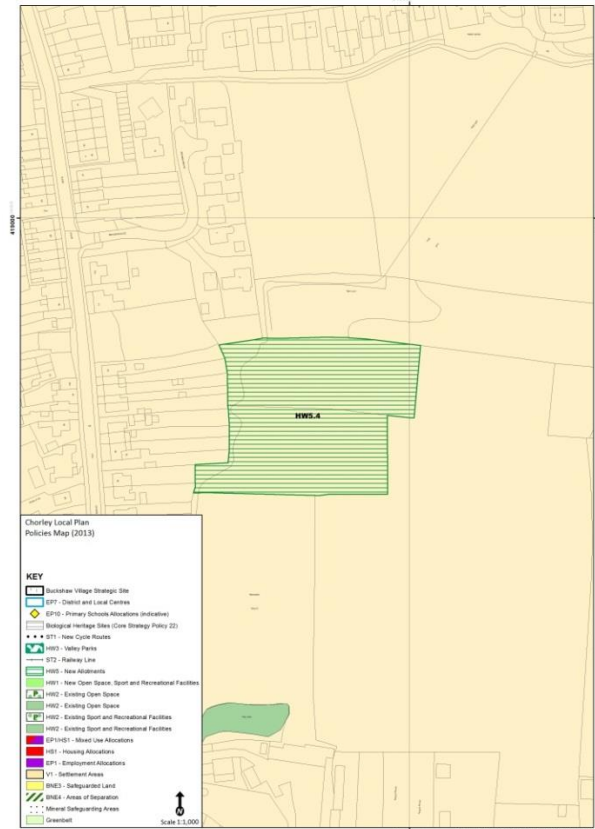 413000
HW5.4
Chorley Local Plan
Policies Map (2013)
KEY
Buckshaw Village Strategic Site
EP7 - District and Local Centres
EP10 - Primary Schools Allocations (indicative)
Biological Heritage Sites (Core Strategy Policy 22)
ST1 - New Cycle Routes
HW3 - Valley Parks
ST2 - Railway Line
HW5 - New Allotments
HW1 - New Open Space, Sport and Recreational Facilities
HW2 - Existing Open Space
HW2 - Existing Open Space
HW2 - Existing Sport and Recreational Facilities
HW2 - Existing Sport and Recreational Facilities
EP1/HS1 - Mixed Use Allocations
HS1 - Housing Allocations
EP1 - Employment Allocations
V1 - Settlement Areas
BNE3 - Safeguarded Land
BNE4 - Areas of Separation
Mineral Safeguarding Areas
Greenbelt
N
Scale 1:1,000